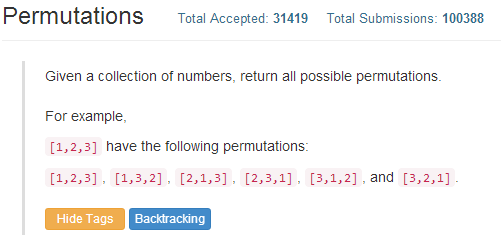 Permutations Total Accepted: 31419 Total Submissions: 100388
Given a collection of numbers, return all possible permutations.
For example,
[1,2,3] have the following permutations:
[1,2,3], [1,3,2], [2,1,3], [2,3,1], [3,1,2], and [3,2,1].
Hide Tags Backtracking